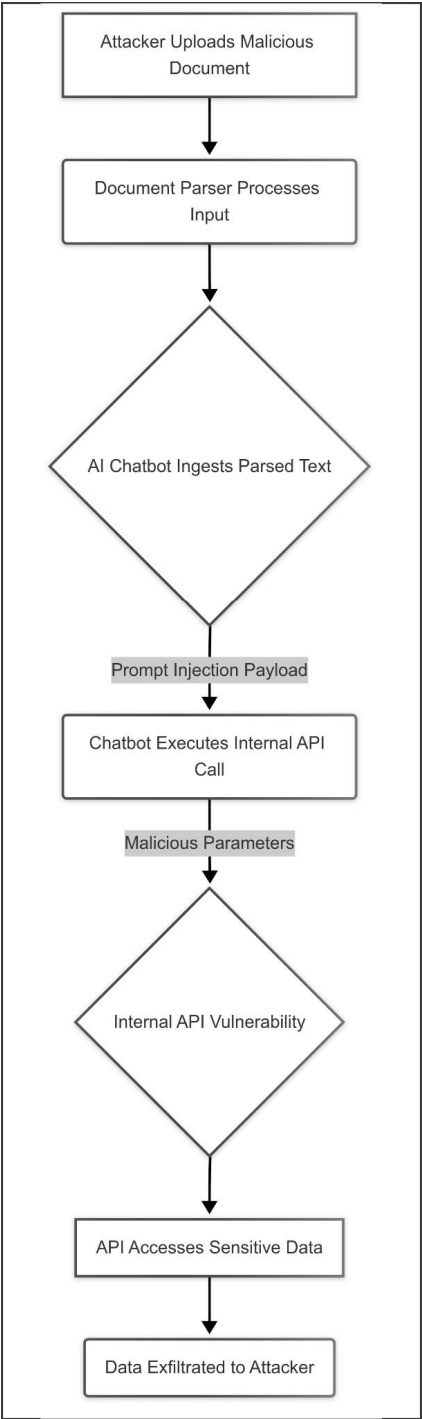 Attacker Uploads Malicious
Document
Document Parser Processes
Input
AI Chatbot Ingests Parsed Text
Prompt Injection Payload
Chatbot Executes Internal API
Call
Malicious Parameters
Internal API Vulnerability
API Accesses Sensitive Data
Data Exfiltrated to Attacker